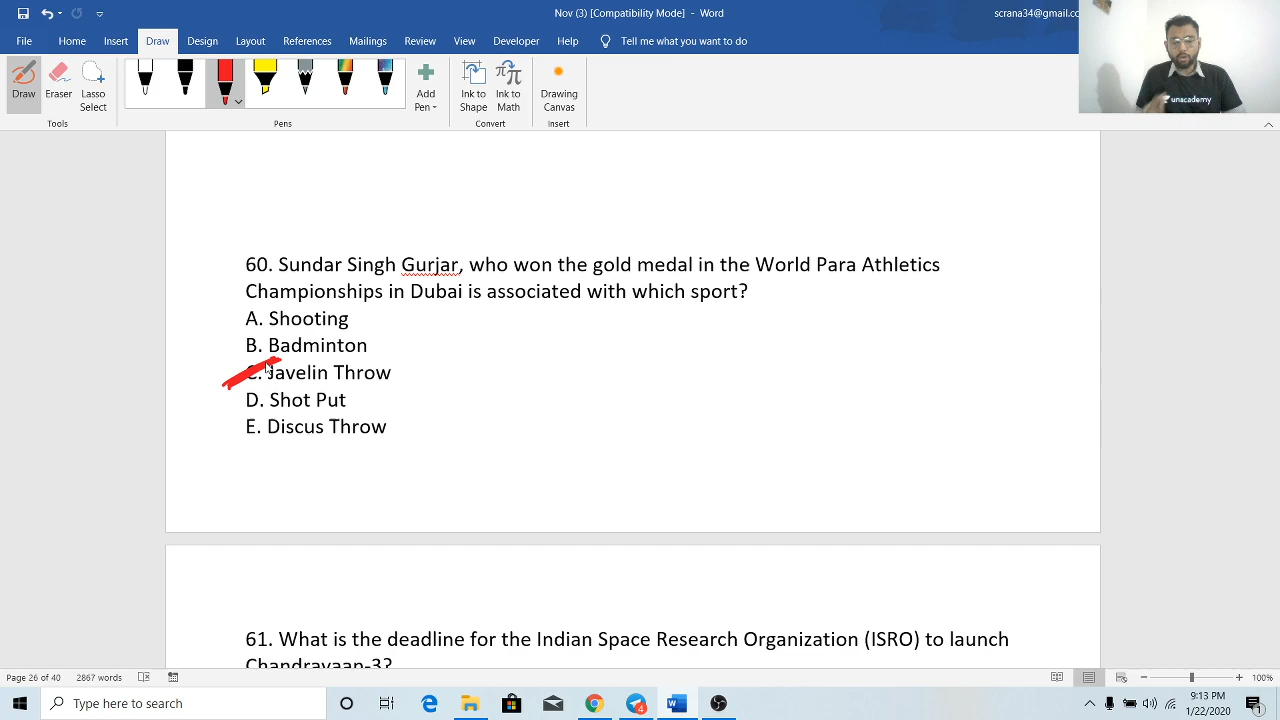 Nov (3) [Compatibility Mode] - Word
scrana34@gmail.co
File Home Insert Draw Design Layout References Mailings Review View Developer Help Tell me what you want to do
Draw Eraser Lasso Select Add Pen Ink to Shape Ink to Math Drawing Canvas
Tools Pens Convert Insert
unacademy
60. Sundar Singh Gurjar, who won the gold medal in the World Para Athletics
Championships in Dubai is associated with which sport?
A. Shooting
B. Badminton
C. Javelin Throw
D. Shot Put
E. Discus Throw
61. What is the deadline for the Indian Space Research Organization (ISRO) to launch
Chandrayaan-3?
Page 26 of 40 2867 words 100%
Type here to search
4
9:13 PM
1/22/2020
1